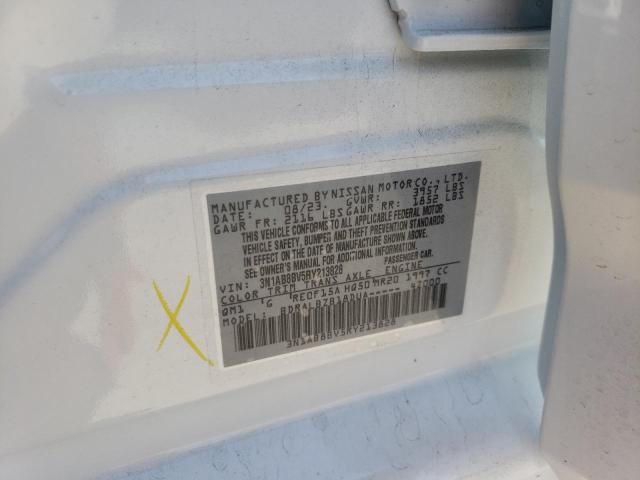 MANUFACTURED BY NISSAN MOTOR CO., LTD.
DATE: 08/23. GVWR: 3957 LBS
GAWR FR: 2116 LBS GAWR RR: 1852 LBS
THIS VEHICLE CONFORMS TO ALL APPLICABLE FEDERAL MOTOR
VEHICLE SAFETY, BUMPER AND THEFT PREVENTION STANDARDS
IN EFFECT ON THE DATE OF MANUFACTURE SHOWN ABOVE.
SEE OWNER'S MANUAL FOR ADDITIONAL INFORMATION
VIN: 3N1AB8BV5RY213828 PASSENGER CAR.
COLOR TRIM TRANS AXLE ENGINE
QM1 G RE0F15A HQ50 MR20 1997 CC
MODEL: 41000
3N1AB8BV5RY213828
X